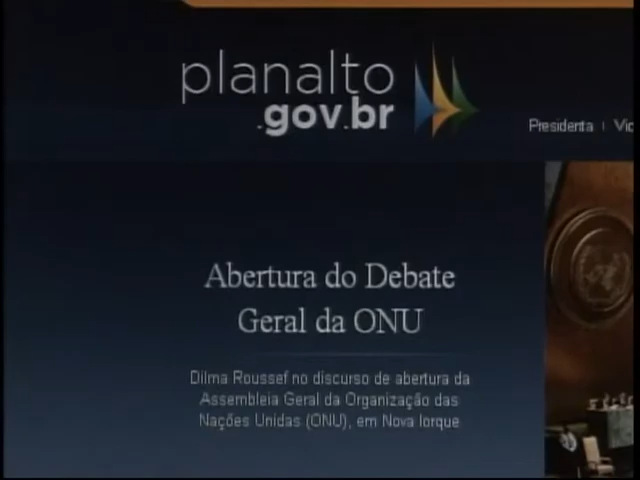 planalto
.gov.br
Presidenta
Abertura do Debate
Geral da ONU
Dilma Roussef no discurso de abertura da
Assembleia Geral da Organização das
Nações Unidas (ONU), em Nova Iorque